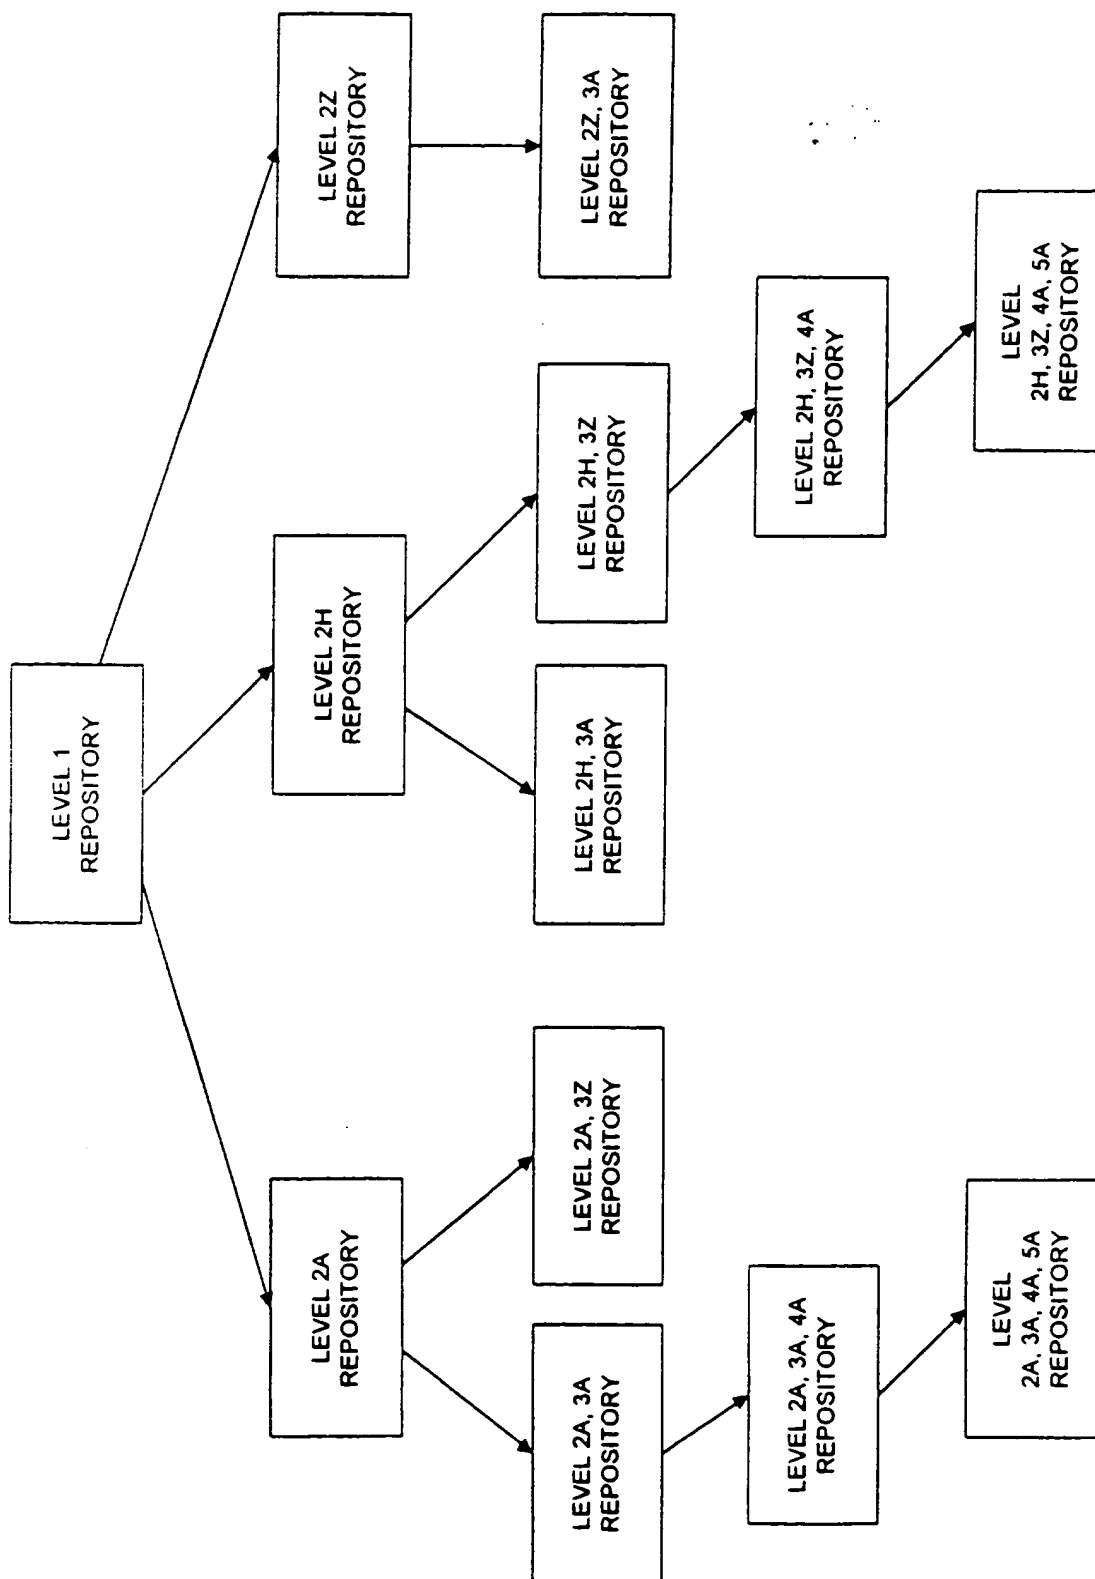 LEVEL 1
REPOSITORY
LEVEL 2A
REPOSITORY
LEVEL 2H
REPOSITORY
LEVEL 2Z
REPOSITORY
LEVEL 2A, 3A
REPOSITORY
LEVEL 2A, 3Z
REPOSITORY
LEVEL 2H, 3A
REPOSITORY
LEVEL 2H, 3Z
REPOSITORY
LEVEL 2Z, 3A
REPOSITORY
LEVEL 2A, 3A, 4A
REPOSITORY
LEVEL 2H, 3Z, 4A
REPOSITORY
LEVEL
2A, 3A, 4A, 5A
REPOSITORY
LEVEL
2H, 3Z, 4A, 5A
REPOSITORY